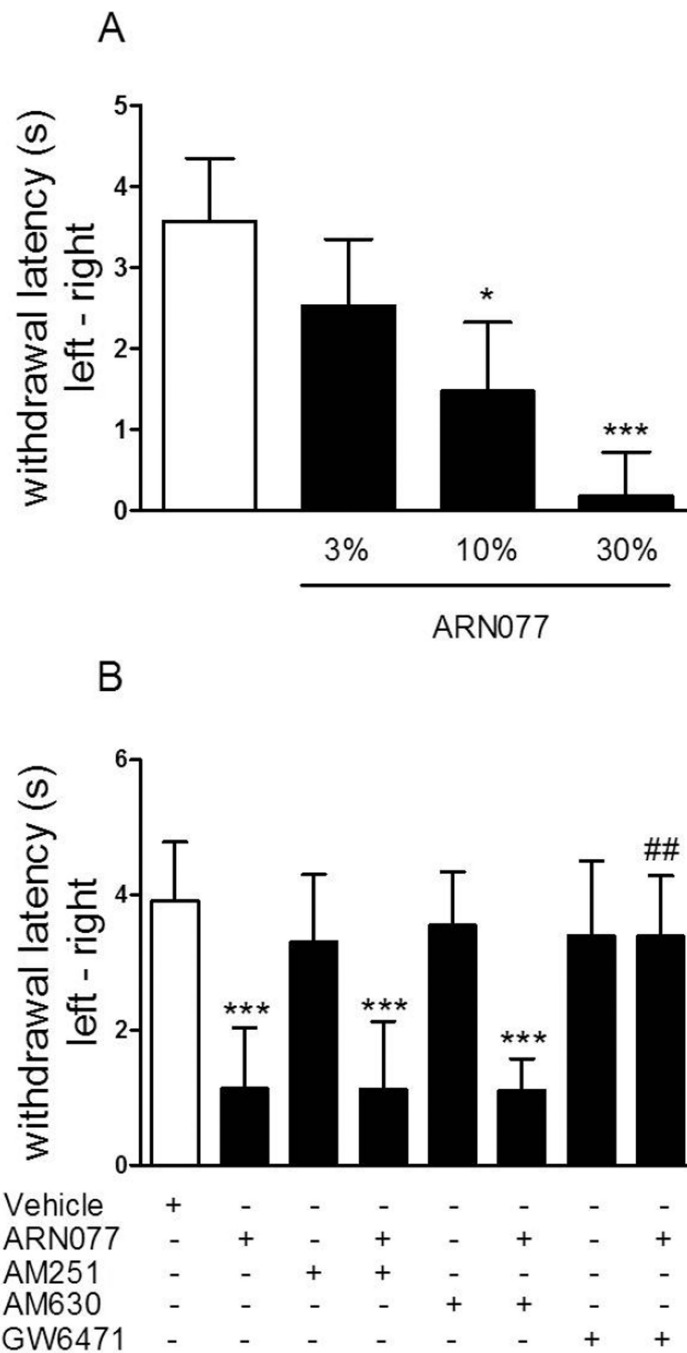 A
withdrawal latency (s)
left - right
5
4
3
2
1
0
*
***
3% 10% 30%
ARN077
B
withdrawal latency (s)
left - right
6
4
2
0
*** *** *** ##
Vehicle + - - - - - - -
ARN077 - + - + - + - +
AM251 - - + + - - - -
AM630 - - - - + + - -
GW6471 - - - - - - + +